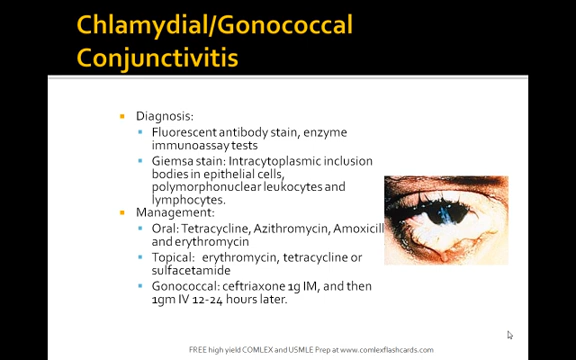 Chlamydial/Gonococcal
Conjunctivitis
Diagnosis:
Fluorescent antibody stain, enzyme
immunoassay tests
Giemsa stain: Intracytoplasmic inclusion
bodies in epithelial cells,
polymorphonuclear leukocytes and
lymphocytes.
Management:
Oral: Tetracycline, Azithromycin, Amoxicill
and erythromycin
Topical: erythromycin, tetracycline or
sulfacetamide
Gonococcal: ceftriaxone 1g IM, and then
1gm IV 12-24 hours later.
FREE high yield COMLEX and USMLE Prep at www.comlexflashcards.com